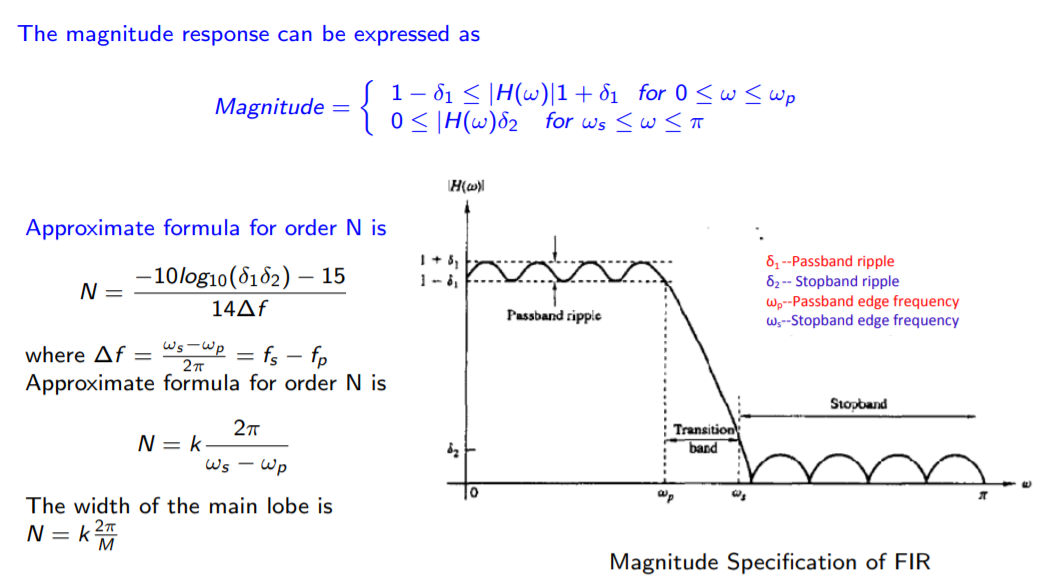 The magnitude response can be expressed as
Magnitude = { 1 − δ₁ ≤ |H(ω)|1 + δ₁ for 0 ≤ ω ≤ ωₚ
0 ≤ |H(ω)δ₂ for ωₛ ≤ ω ≤ π
Approximate formula for order N is
N = −10log₁₀(δ₁δ₂) − 15 / 14Δf
where Δf = ωₛ−ωₚ / 2π = fₛ − fₚ
Approximate formula for order N is
N = k 2π / ωₛ − ωₚ
The width of the main lobe is
N = k 2π / M
|H(ω)|
1 + δ₁
1 − δ₁
Passband ripple
δ₁--Passband ripple
δ₂-- Stopband ripple
ωₚ--Passband edge frequency
ωₛ--Stopband edge frequency
Stopband
Transition
band
δ₂
0
ωₚ
ωₛ
π
ω
Magnitude Specification of FIR